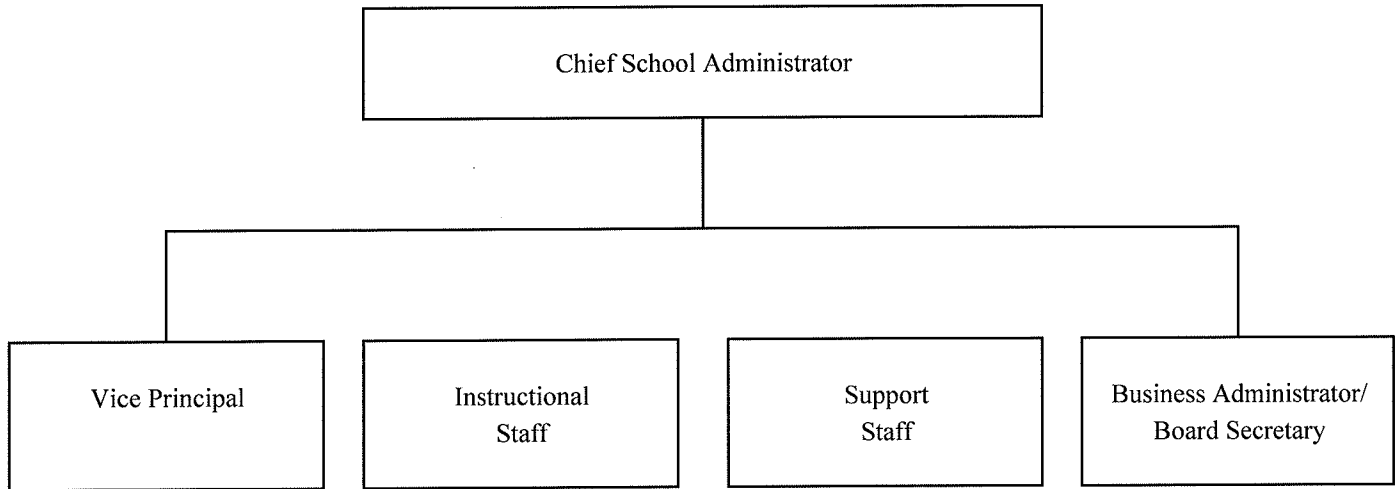 Chief School Administrator
Vice Principal
Instructional
Staff
Support
Staff
Business Administrator/
Board Secretary